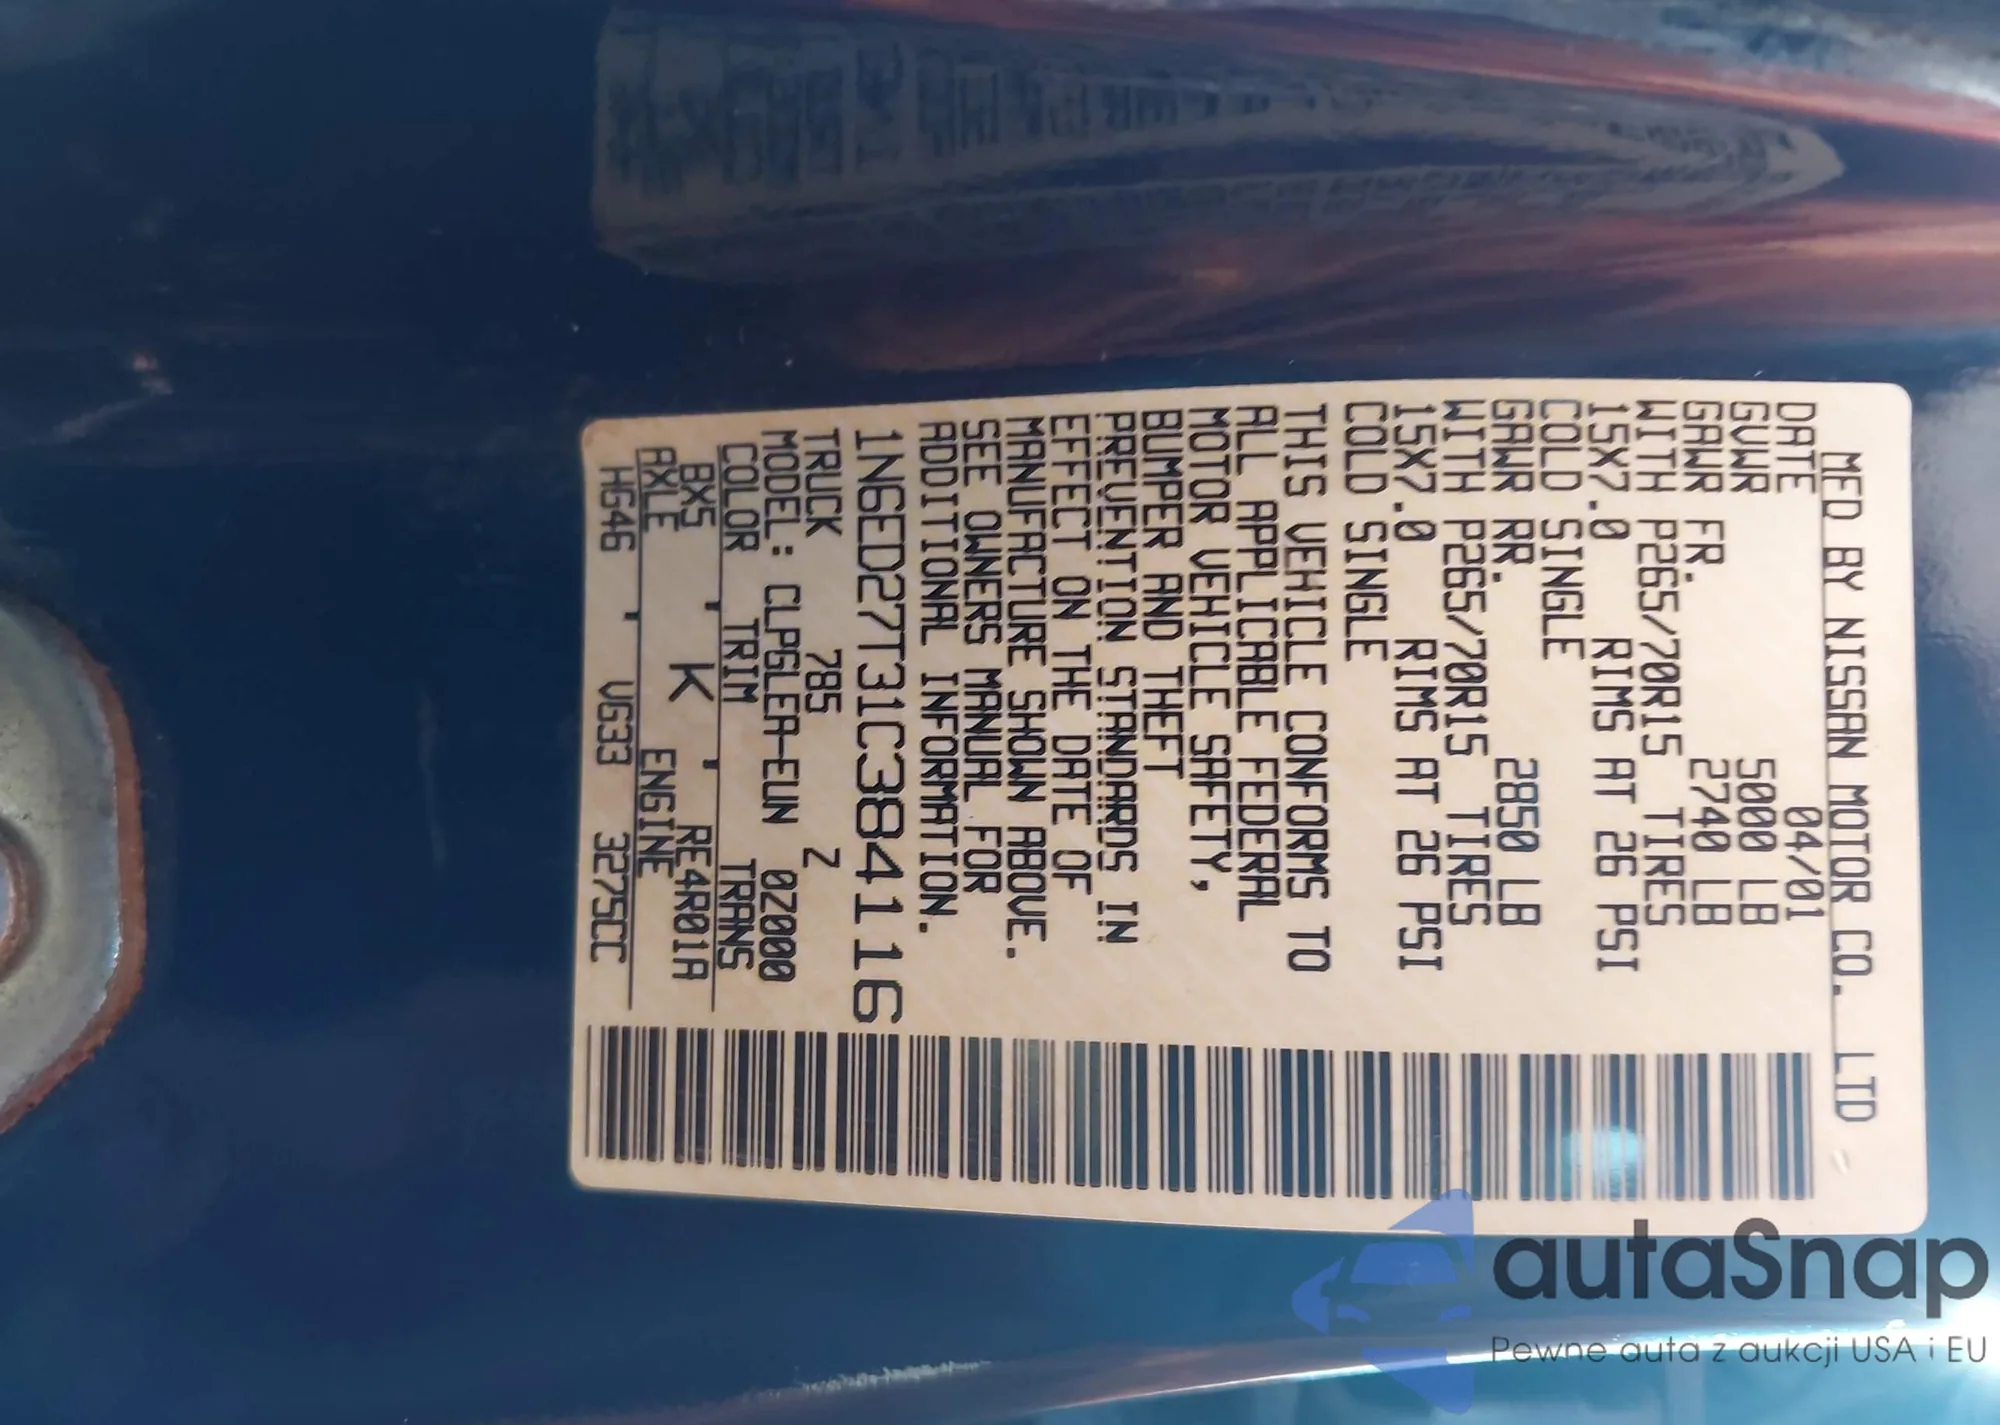 MFD BY NISSAN MOTOR CO. LTD
DATE 04/01
GVWR 5000 LB
GAWR FR. 2740 LB
WITH P265/70R15 TIRES
15X7.0 RIMS AT 26 PSI
COLD SINGLE
GAWR RR. 2850 LB
WITH P265/70R15 TIRES
15X7.0 RIMS AT 26 PSI
COLD SINGLE
THIS VEHICLE CONFORMS TO
ALL APPLICABLE FEDERAL
MOTOR VEHICLE SAFETY,
BUMPER AND THEFT
PREVENTION STANDARDS IN
EFFECT ON THE DATE OF
MANUFACTURE SHOWN ABOVE.
SEE OWNERS MANUAL FOR
ADDITIONAL INFORMATION.
1N6ED27T31C384116
TRUCK 785 Z
MODEL: CLPGLEA-EUN 0Z000
COLOR TRIM TRANS
BX5 K RE4R01A
AXLE ENGINE
HG46 VG33 3275CC
autaSnap
Pewne auta z aukcji USA i EU